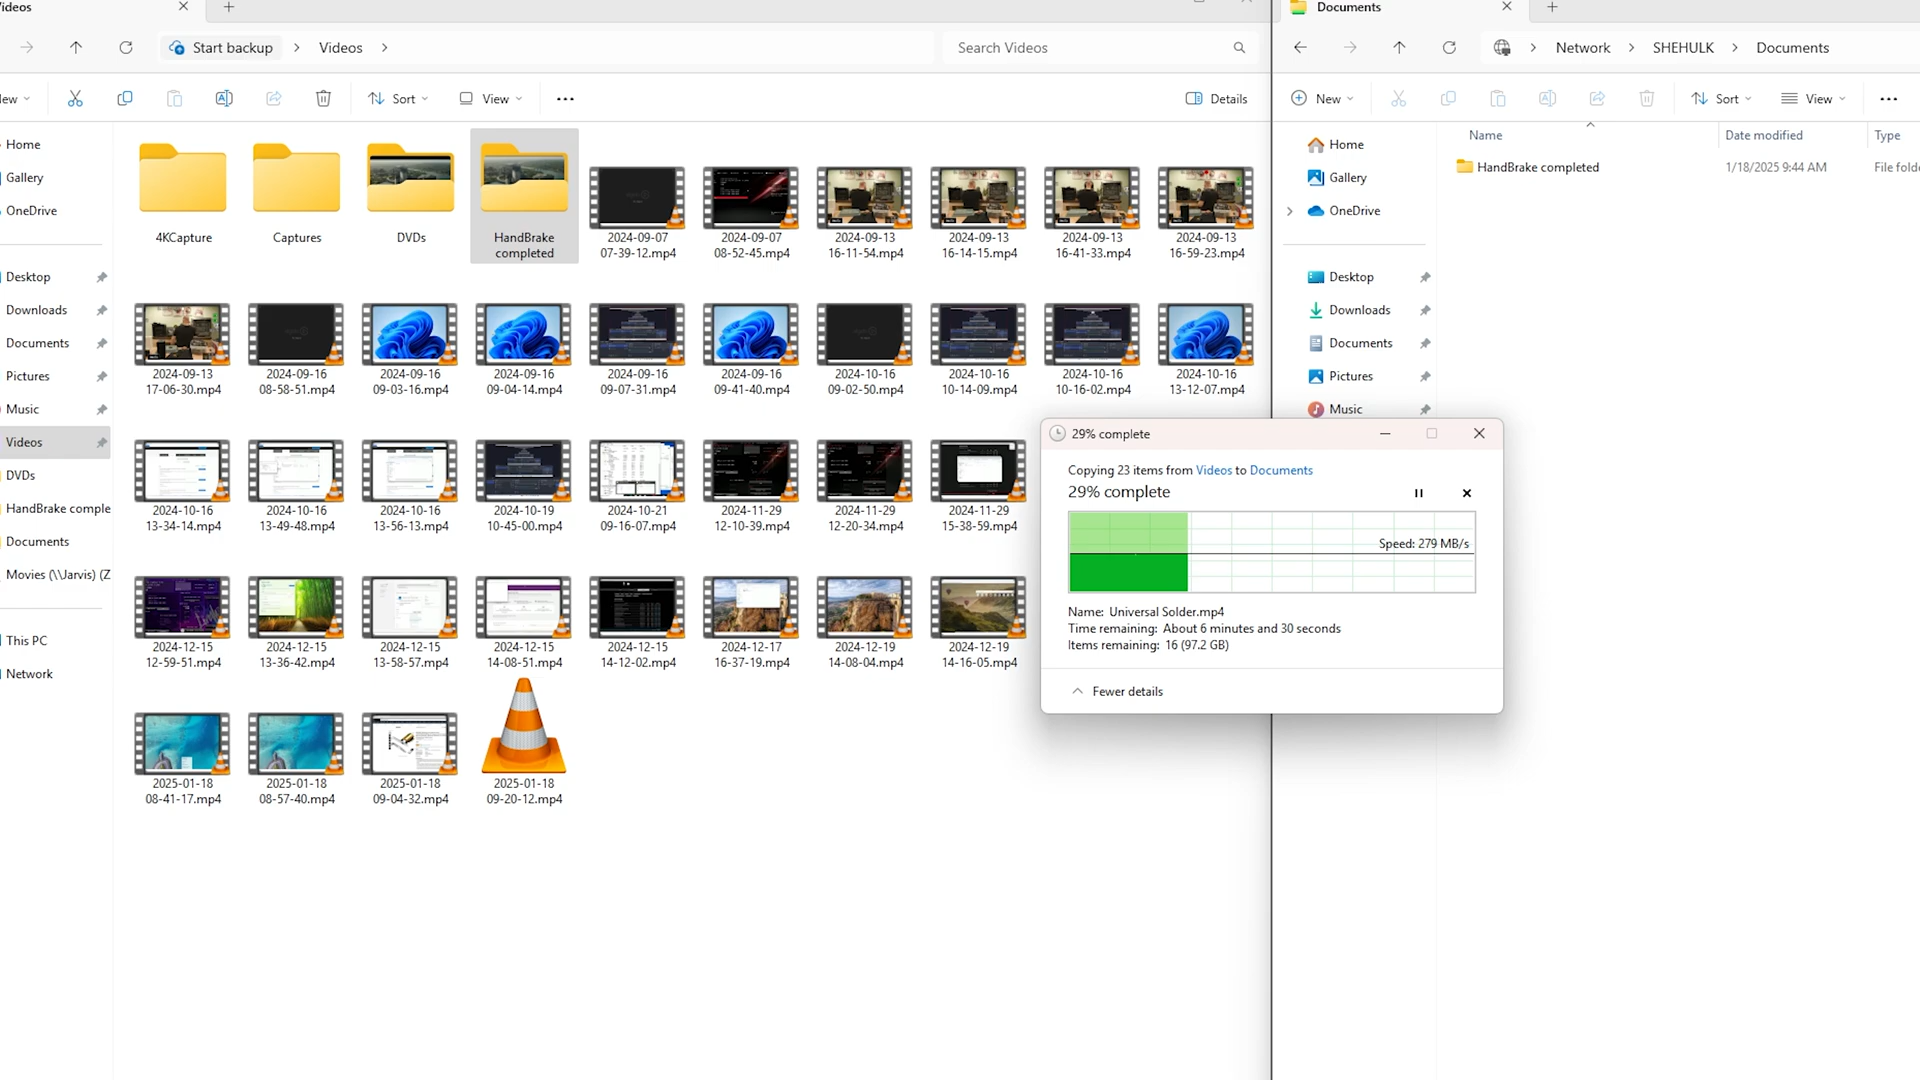 Videos
Documents
Start backup
Videos
Search Videos
Network
SHEHULK
Documents
Sort
View
Details
New
Sort
View
Home
Gallery
OneDrive
Desktop
Downloads
Documents
Pictures
Music
Videos
DVDs
HandBrake comple
Documents
Movies (\\Jarvis) (Z
This PC
Network
4KCapture
Captures
DVDs
HandBrake
completed
2024-09-07
07-39-12.mp4
2024-09-07
08-52-45.mp4
2024-09-13
16-11-54.mp4
2024-09-13
16-14-15.mp4
2024-09-13
16-41-33.mp4
2024-09-13
16-59-23.mp4
2024-09-13
17-06-30.mp4
2024-09-16
08-58-51.mp4
2024-09-16
09-03-16.mp4
2024-09-16
09-04-14.mp4
2024-09-16
09-07-31.mp4
2024-09-16
09-41-40.mp4
2024-10-16
09-02-50.mp4
2024-10-16
10-14-09.mp4
2024-10-16
10-16-02.mp4
2024-10-16
13-12-07.mp4
2024-10-16
13-34-14.mp4
2024-10-16
13-49-48.mp4
2024-10-16
13-56-13.mp4
2024-10-19
10-45-00.mp4
2024-10-21
09-16-07.mp4
2024-11-29
12-10-39.mp4
2024-11-29
12-20-34.mp4
2024-11-29
15-38-59.mp4
2024-12-15
12-59-51.mp4
2024-12-15
13-36-42.mp4
2024-12-15
13-58-57.mp4
2024-12-15
14-08-51.mp4
2024-12-15
14-12-02.mp4
2024-12-17
16-37-19.mp4
2024-12-19
14-08-04.mp4
2024-12-19
14-16-05.mp4
2025-01-18
08-41-17.mp4
2025-01-18
08-57-40.mp4
2025-01-18
09-04-32.mp4
2025-01-18
09-20-12.mp4
Home
Gallery
OneDrive
Desktop
Downloads
Documents
Pictures
Music
Name
Date modified
Type
HandBrake completed
1/18/2025 9:44 AM
File folde
29% complete
Copying 23 items from Videos to Documents
29% complete
Speed: 279 MB/s
Name: Universal Solder.mp4
Time remaining: About 6 minutes and 30 seconds
Items remaining: 16 (97.2 GB)
Fewer details